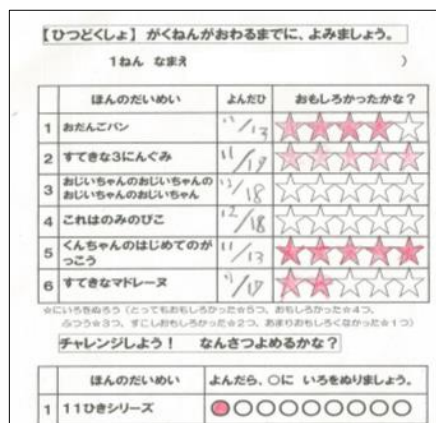 【ひつどくしょ】 がくねんがおわるまでに、よみましょう。
1ねん なまえ )
ほんのだいめい よんだひ おもしろかったかな?
1 おだんごパン 11/13
2 すてきな3にんぐみ 11/19
3 おじいちゃんのおじいちゃんの
おじいちゃんのおじいちゃん 12/18
4 これはのみのぴこ 12/18
5 くんちゃんのはじめてのが
っこう 11/13
6 すてきなマドレーヌ
☆にいろをぬろう(とってもおもしろかった☆5つ、おもしろかった☆4つ、
ふつう☆3つ、すこしおもしろかった☆2つ、あまりおもしろくなかった☆1つ)
チャレンジしよう! なんさつよめるかな?
ほんのだいめい よんだら、○に いろをぬりましょう。
1 11ひきシリーズ